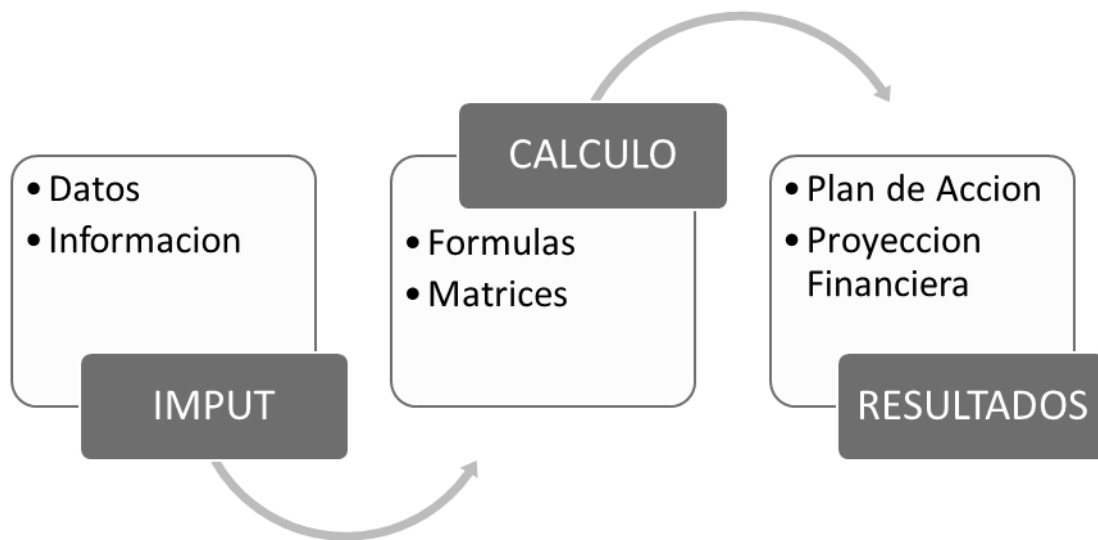 • Datos
• Informacion
IMPUT
CALCULO
• Formulas
• Matrices
• Plan de Accion
• Proyeccion
Financiera
RESULTADOS